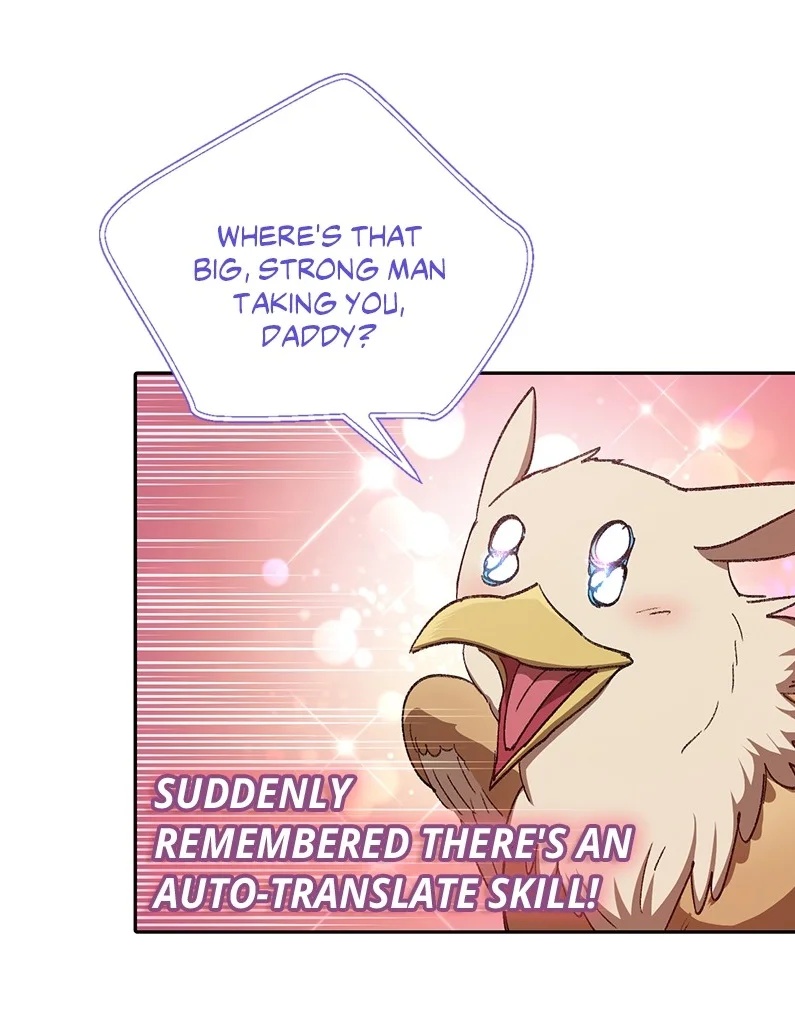 WHERE'S THAT
BIG, STRONG MAN
TAKING YOU,
DADDY?
SUDDENLY
REMEMBERED THERE'S AN
AUTO-TRANSLATE SKILL!